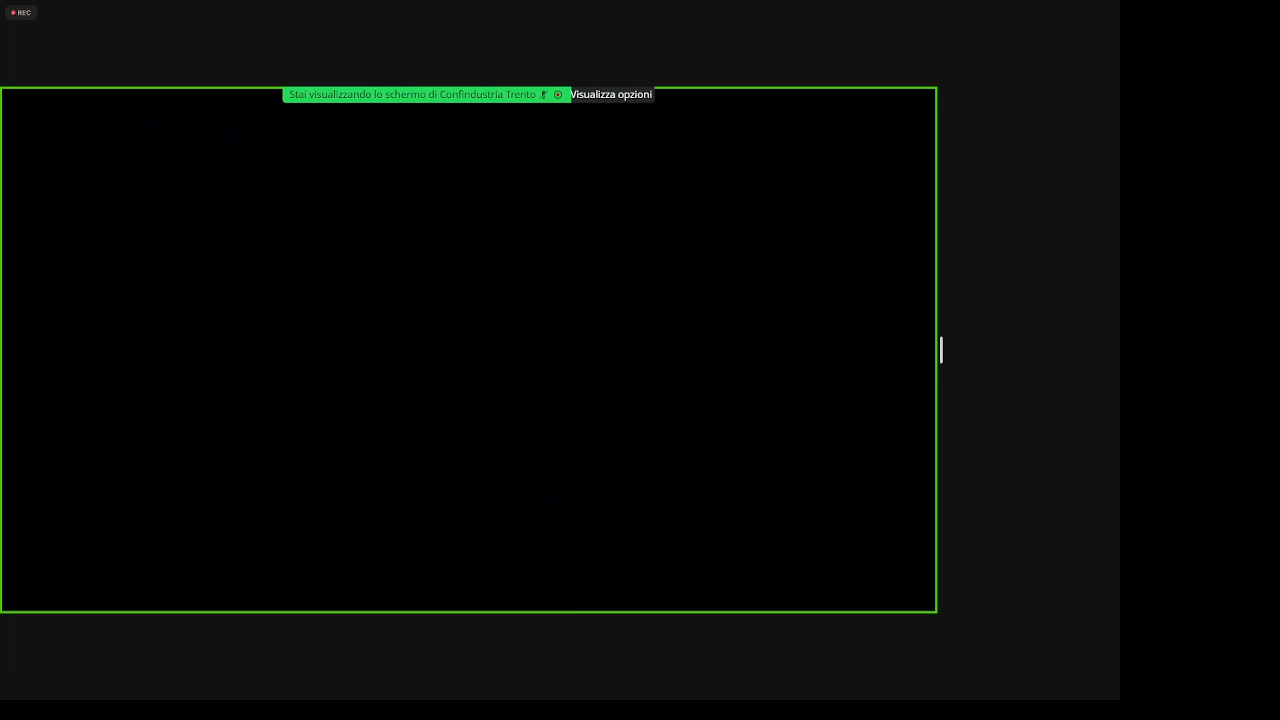 REC
Stai visualizzando lo schermo di Confindustria Trento
Visualizza opzioni